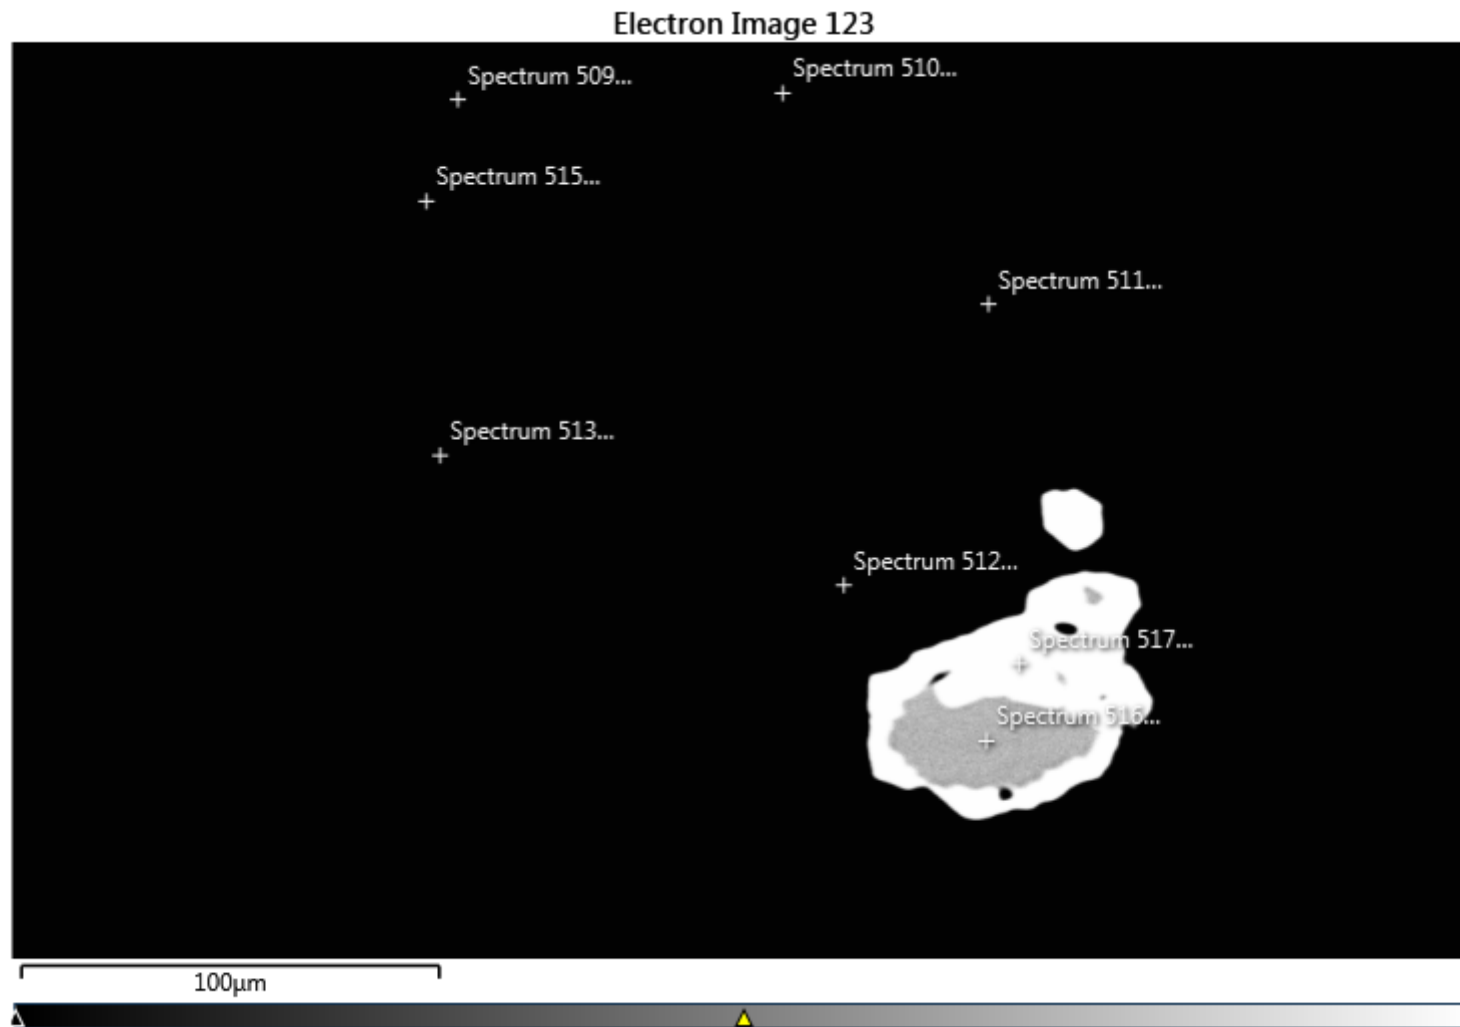 Electron Image 123
Spectrum 509...
Spectrum 510...
Spectrum 515...
Spectrum 511...
Spectrum 513...
Spectrum 512...
Spectrum 517...
Spectrum 516...
100µm